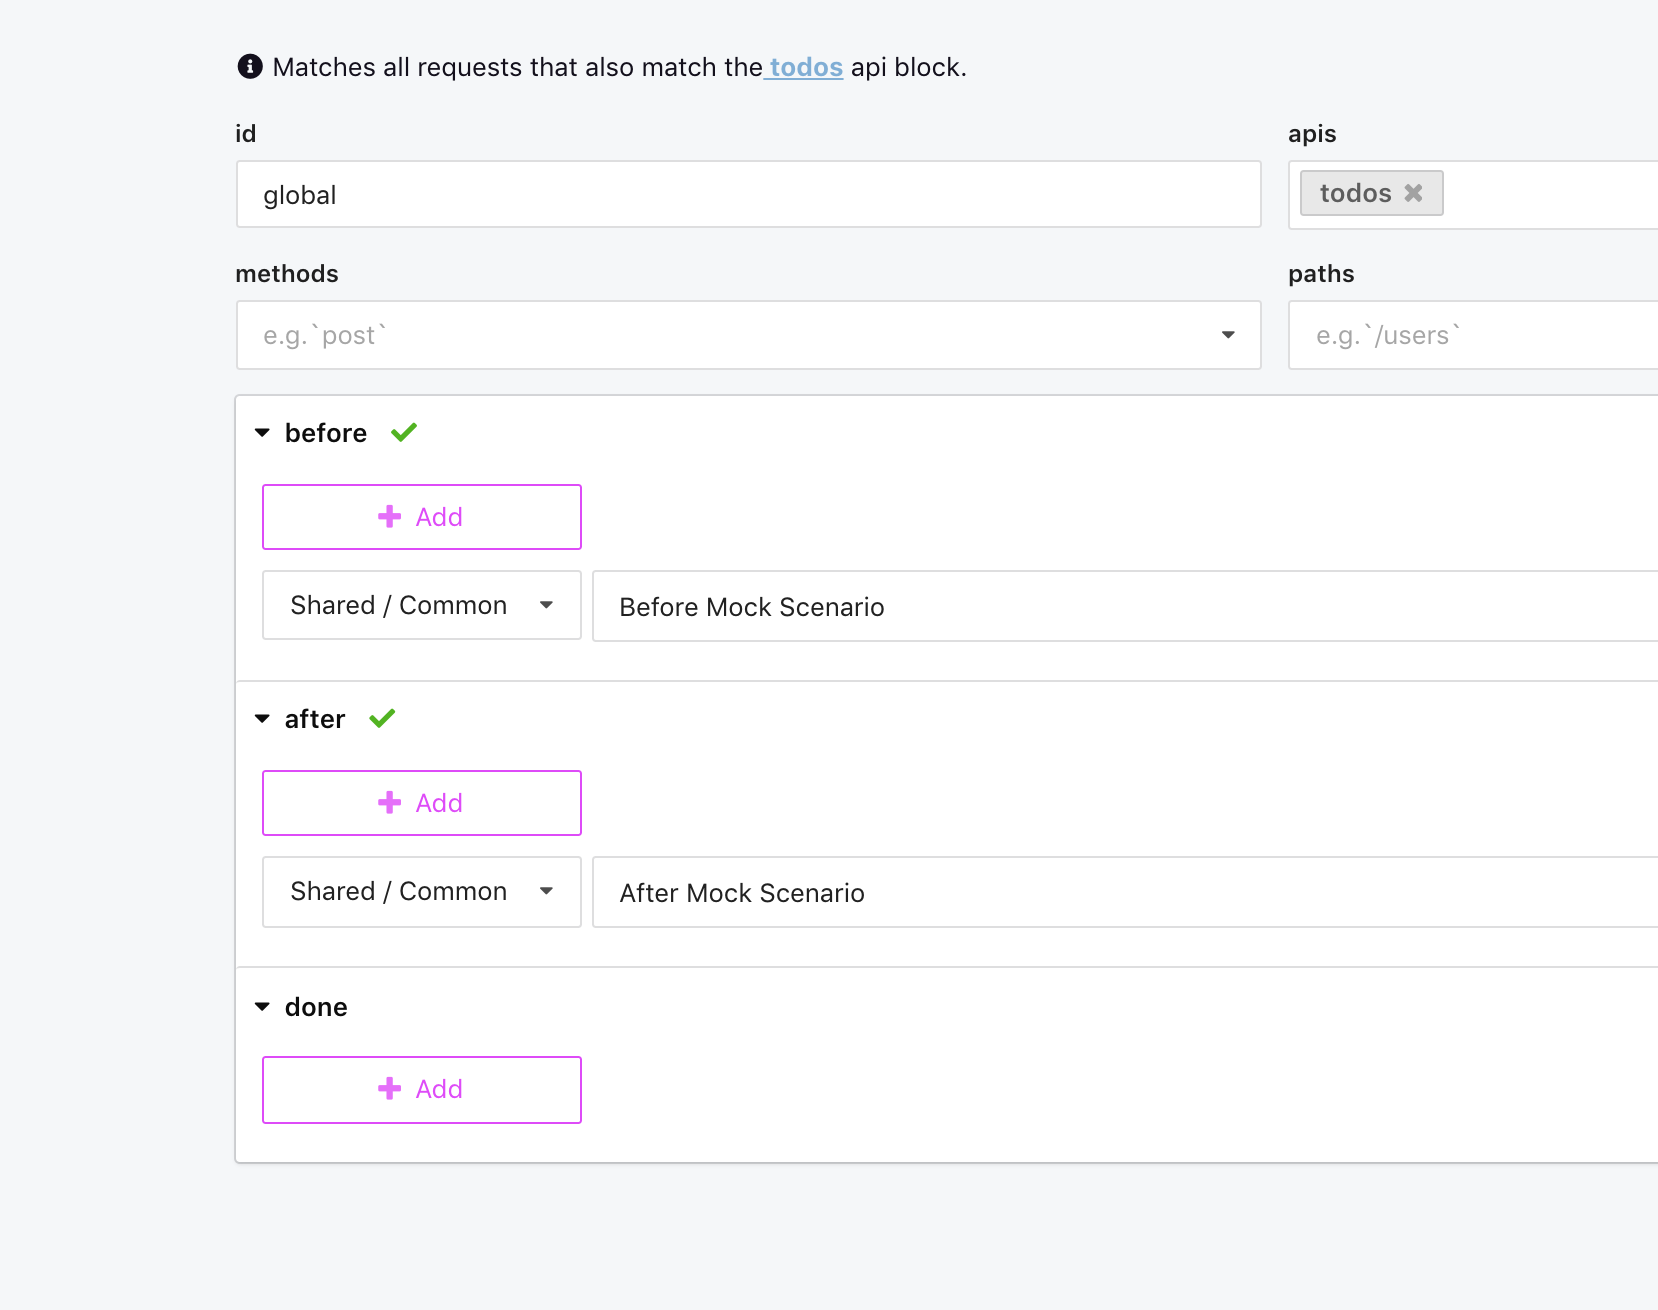 Matches all requests that also match the todos api block.
id
apis
global
todos
methods
paths
e.g.`post`
e.g.`/users`
before
Add
Shared / Common
Before Mock Scenario
after
Add
Shared / Common
After Mock Scenario
done
Add